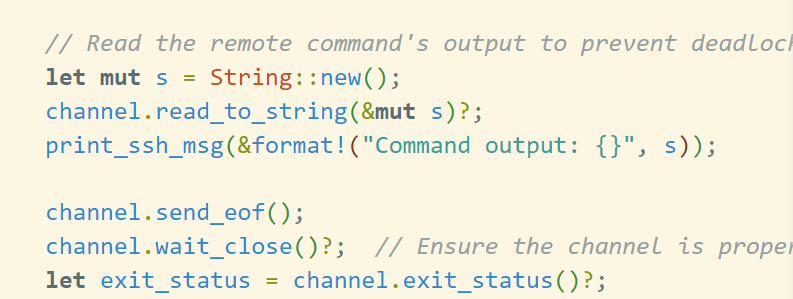 // Read the remote command's output to prevent deadlock
let mut s = String::new();
channel.read_to_string(&mut s)?;
print_ssh_msg(&format!("Command output: {}", s));
channel.send_eof();
channel.wait_close()?; // Ensure the channel is
let exit_status = channel.exit_status()?;